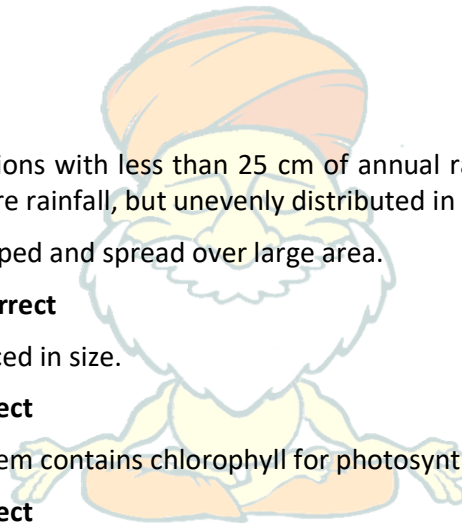 ions with less than 25 cm of annual ra
re rainfall, but unevenly distributed in
ped and spread over large area.
rrect
ced in size.
ect
em contains chlorophyll for photosynt
ect